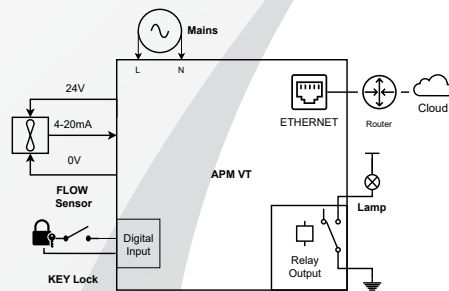 Mains
L
N
24V
4-20mA
0V
FLOW
Sensor
APM VT
ETHERNET
Router
Cloud
Lamp
Digital
Input
KEY Lock
Relay
Output